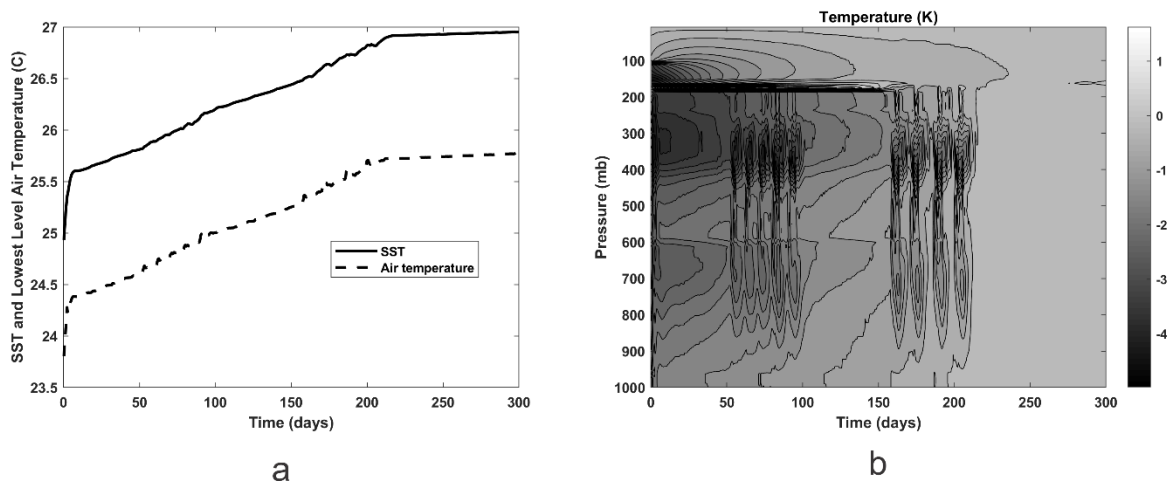 27
26.5
26
25.5
25
24.5
24
23.5
SST and Lowest Level Air Temperature (C)
SST
Air temperature
0 50 100 150 200 250 300
Time (days)
a
Temperature (K)
100
200
300
400
500
600
700
800
900
1000
Pressure (mb)
0 50 100 150 200 250 300
Time (days)
1
0
-1
-2
-3
-4
b